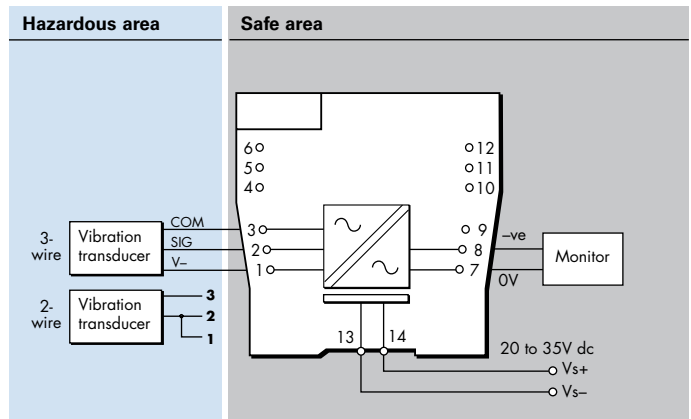 Hazardous area
Safe area
6
5
4
12
11
10
3-
wire
Vibration
transducer
COM
SIG
V–
3
2
1
9
8
7
–ve
0V
Monitor
2-
wire
Vibration
transducer
3
2
1
13
14
20 to 35V dc
Vs+
Vs–